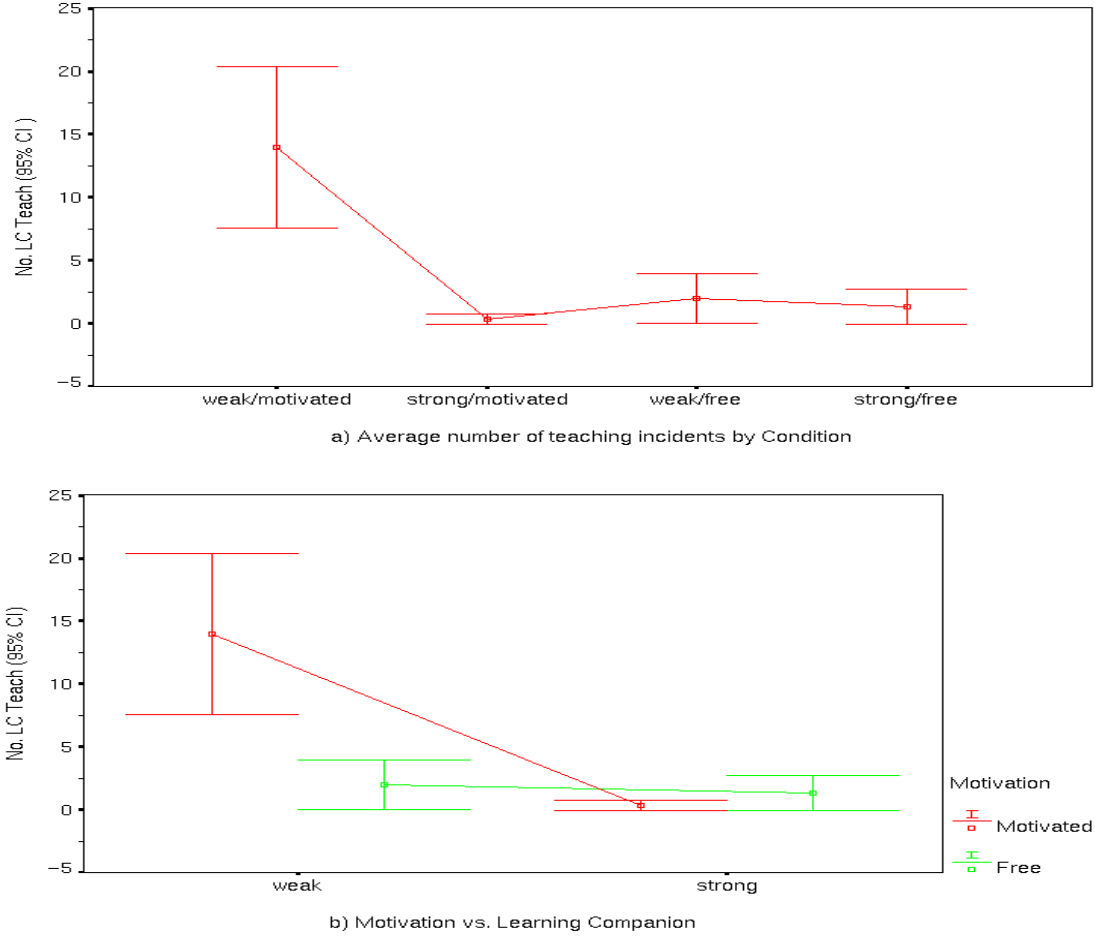 25
20
15
10
5
0
−5
No. LC Teach (95% CI )
weak/motivated strong/motivated weak/free strong/free
a) Average number of teaching incidents by Condition
25
20
15
10
5
0
−5
No. LC Teach (95% CI)
weak strong
Motivation
Motivated
Free
b) Motivation vs. Learning Companion